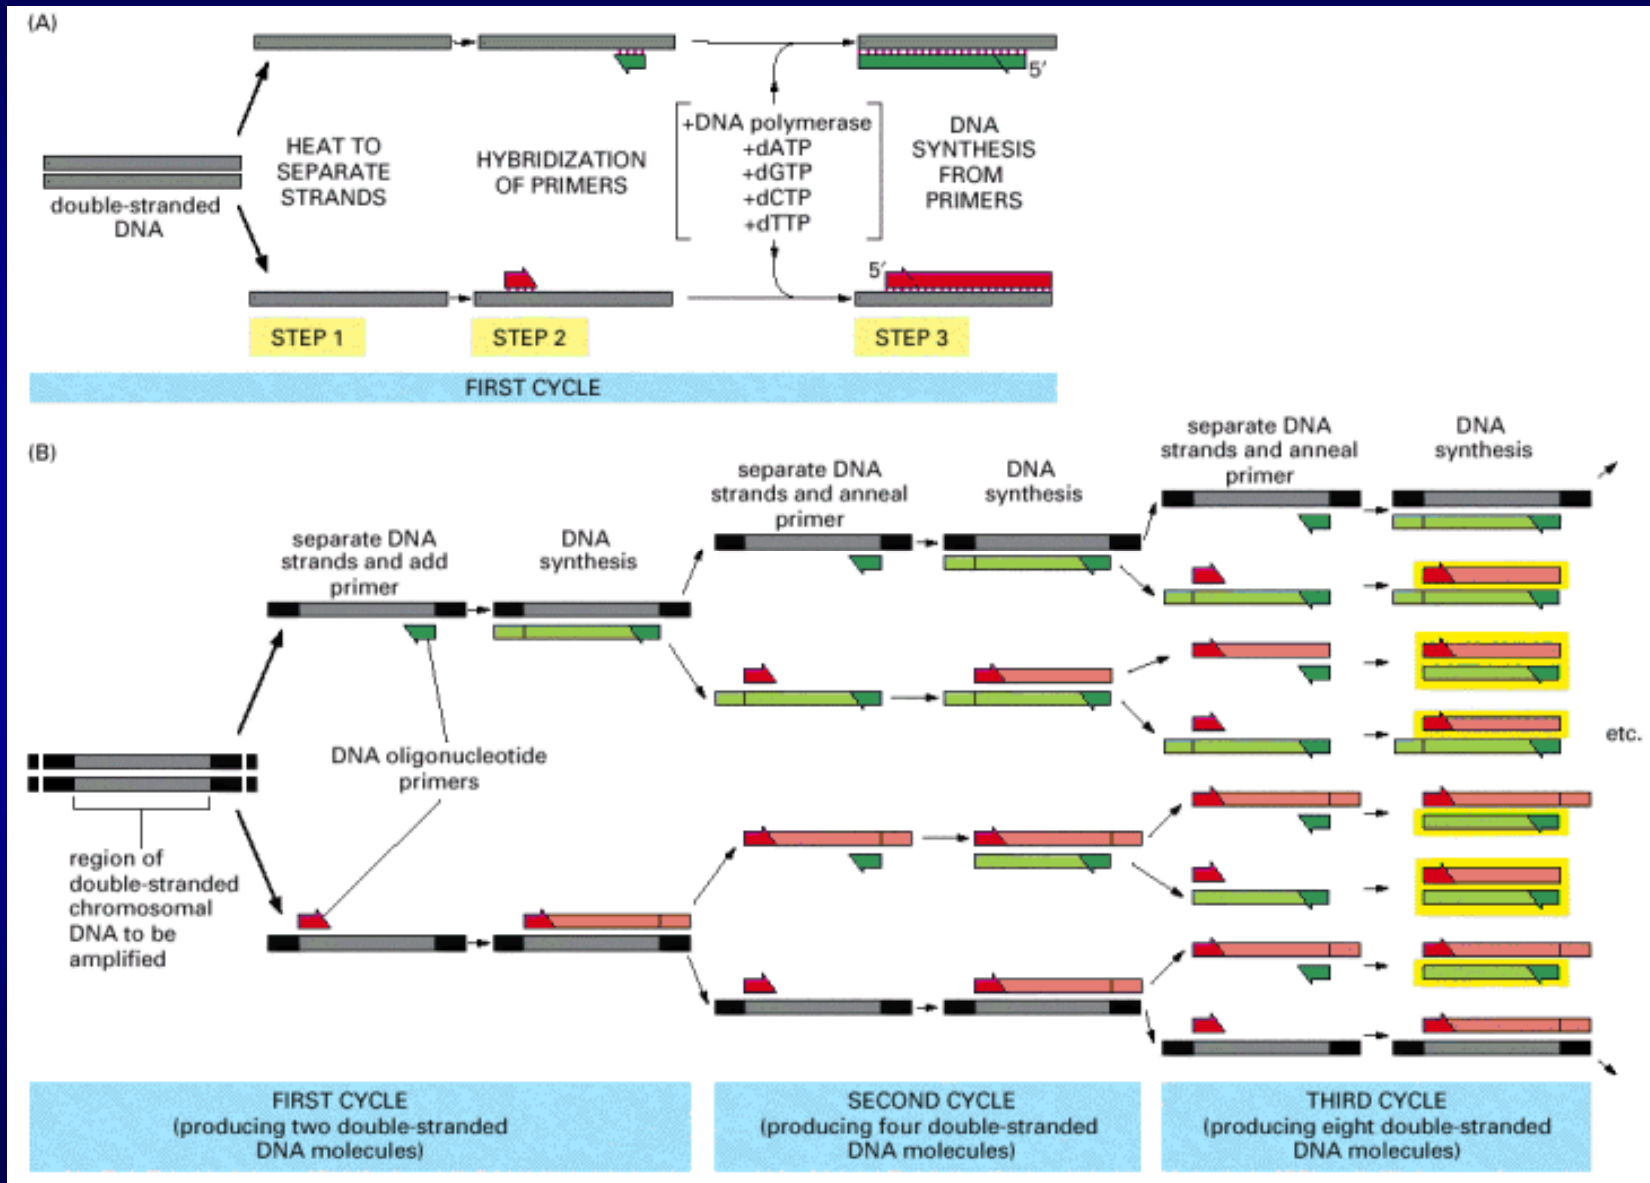 (A)
5′
HEAT TO
SEPARATE
STRANDS
HYBRIDIZATION
OF PRIMERS
+DNA polymerase
+dATP
+dGTP
+dCTP
+dTTP
DNA
SYNTHESIS
FROM
PRIMERS
double-stranded
DNA
5′
STEP 1
STEP 2
STEP 3
FIRST CYCLE
(B)
separate DNA
strands and add
primer
DNA
synthesis
separate DNA
strands and anneal
primer
DNA
synthesis
separate DNA
strands and anneal
primer
DNA
synthesis
DNA oligonucleotide
primers
etc.
region of
double-stranded
chromosomal
DNA to be
amplified
FIRST CYCLE
(producing two double-stranded
DNA molecules)
SECOND CYCLE
(producing four double-stranded
DNA molecules)
THIRD CYCLE
(producing eight double-stranded
DNA molecules)